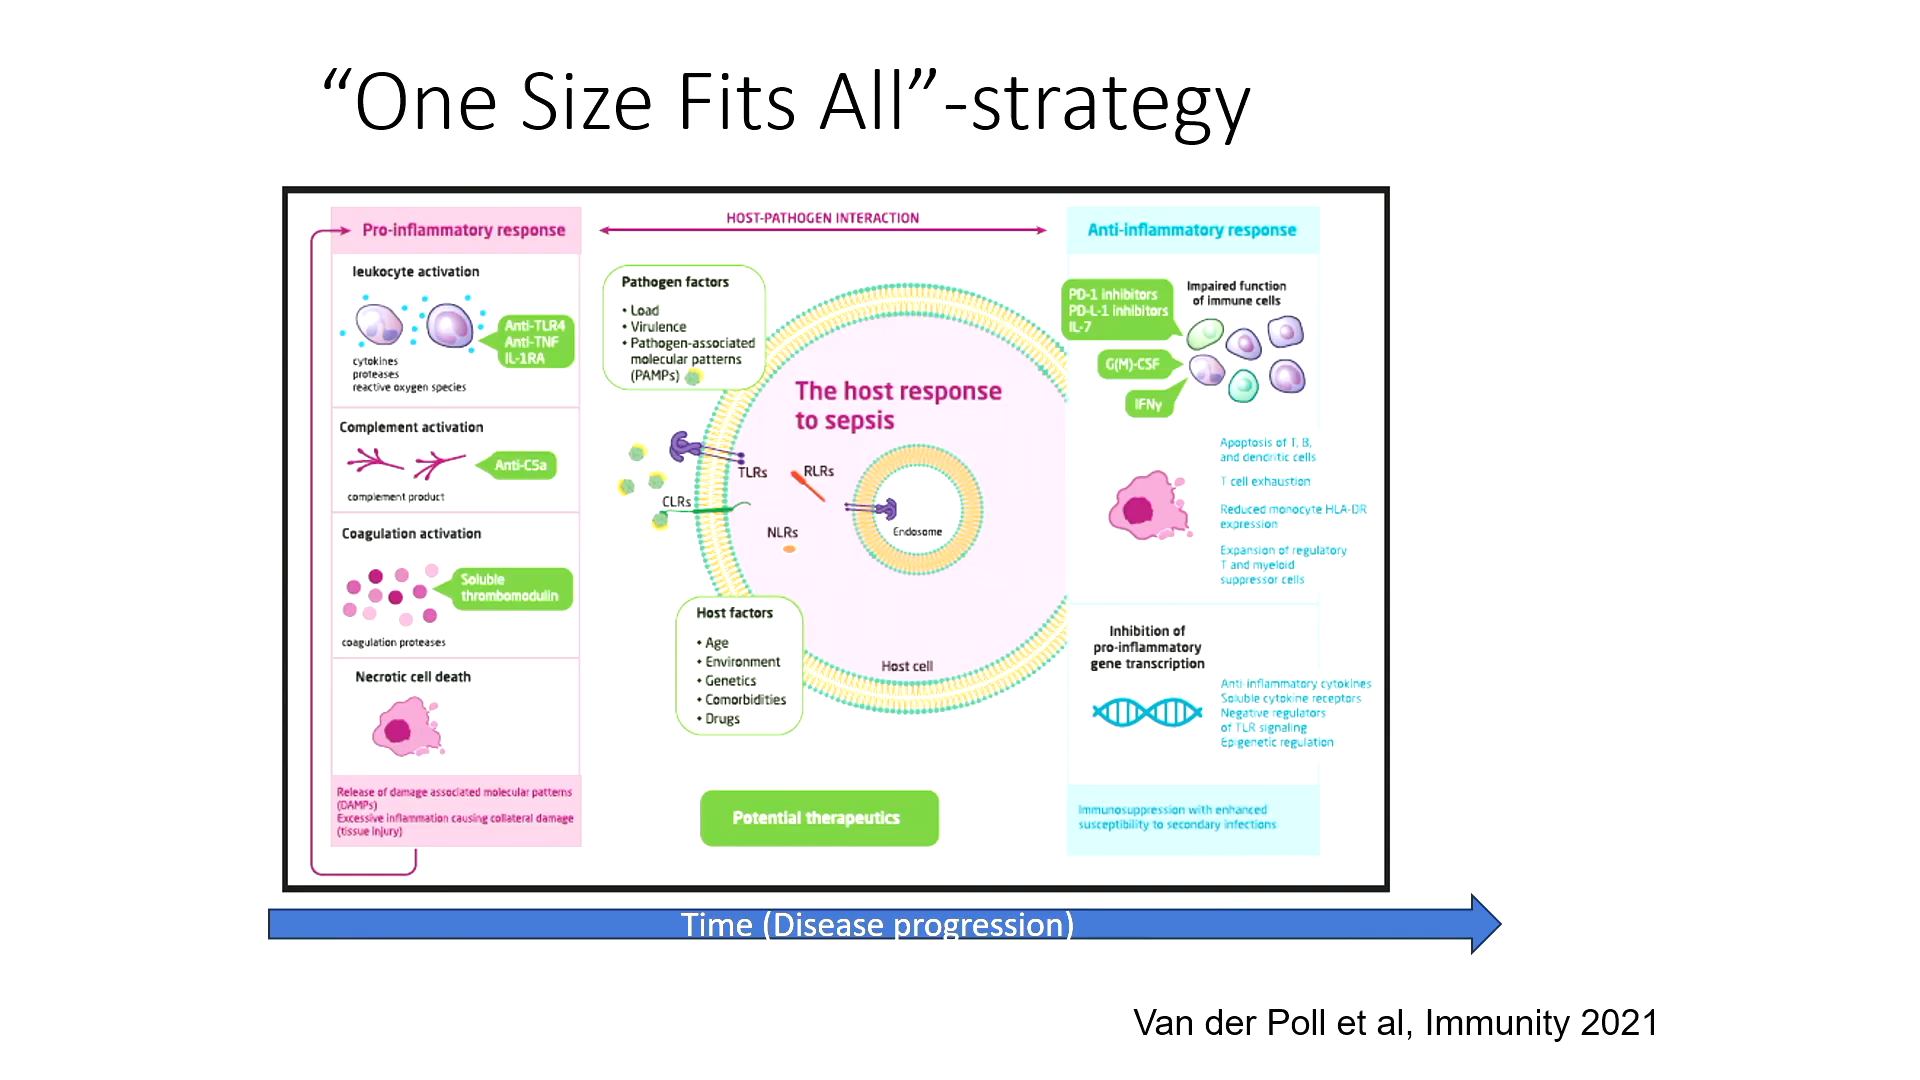 “One Size Fits All”-strategy
Pro-inflammatory response
HOST-PATHOGEN INTERACTION
Anti-inflammatory response
leukocyte activation
Anti-TLR4
Anti-TNF
IL-1RA
cytokines
proteases
reactive oxygen species
Complement activation
Anti-C5a
complement product
Coagulation activation
Soluble
thrombomodulin
coagulation proteases
Necrotic cell death
Release of damage associated molecular patterns
(DAMPs)
Excessive inflammation causing collateral damage
(tissue injury)
Pathogen factors
• Load
• Virulence
• Pathogen-associated
molecular patterns
(PAMPs)
The host response
to sepsis
TLRs
RLRs
CLRs
NLRs
Endosome
Host cell
Host factors
• Age
• Environment
• Genetics
• Comorbidities
• Drugs
Potential therapeutics
PD-1 inhibitors
PD-L-1 inhibitors
IL-7
G(M)-CSF
IFNγ
Impaired function
of immune cells
Apoptosis of T, B,
and dendritic cells
T cell exhaustion
Reduced monocyte HLA-DR
expression
Expansion of regulatory
T and myeloid
suppressor cells
Inhibition of
pro-inflammatory
gene transcription
Anti-inflammatory cytokines
Soluble cytokine receptors
Negative regulators
of TLR signaling
Epigenetic regulation
Immunosuppression with enhanced
susceptibility to secondary infections
Time (Disease progression)
Van der Poll et al, Immunity 2021